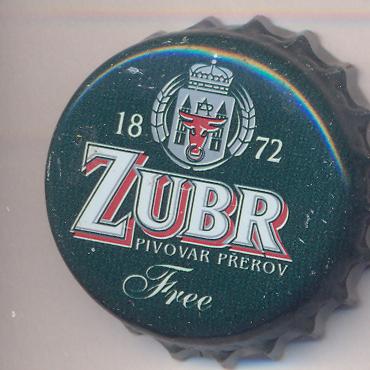 18 72
ZUBR
PIVOVAR PŘEROV
Free